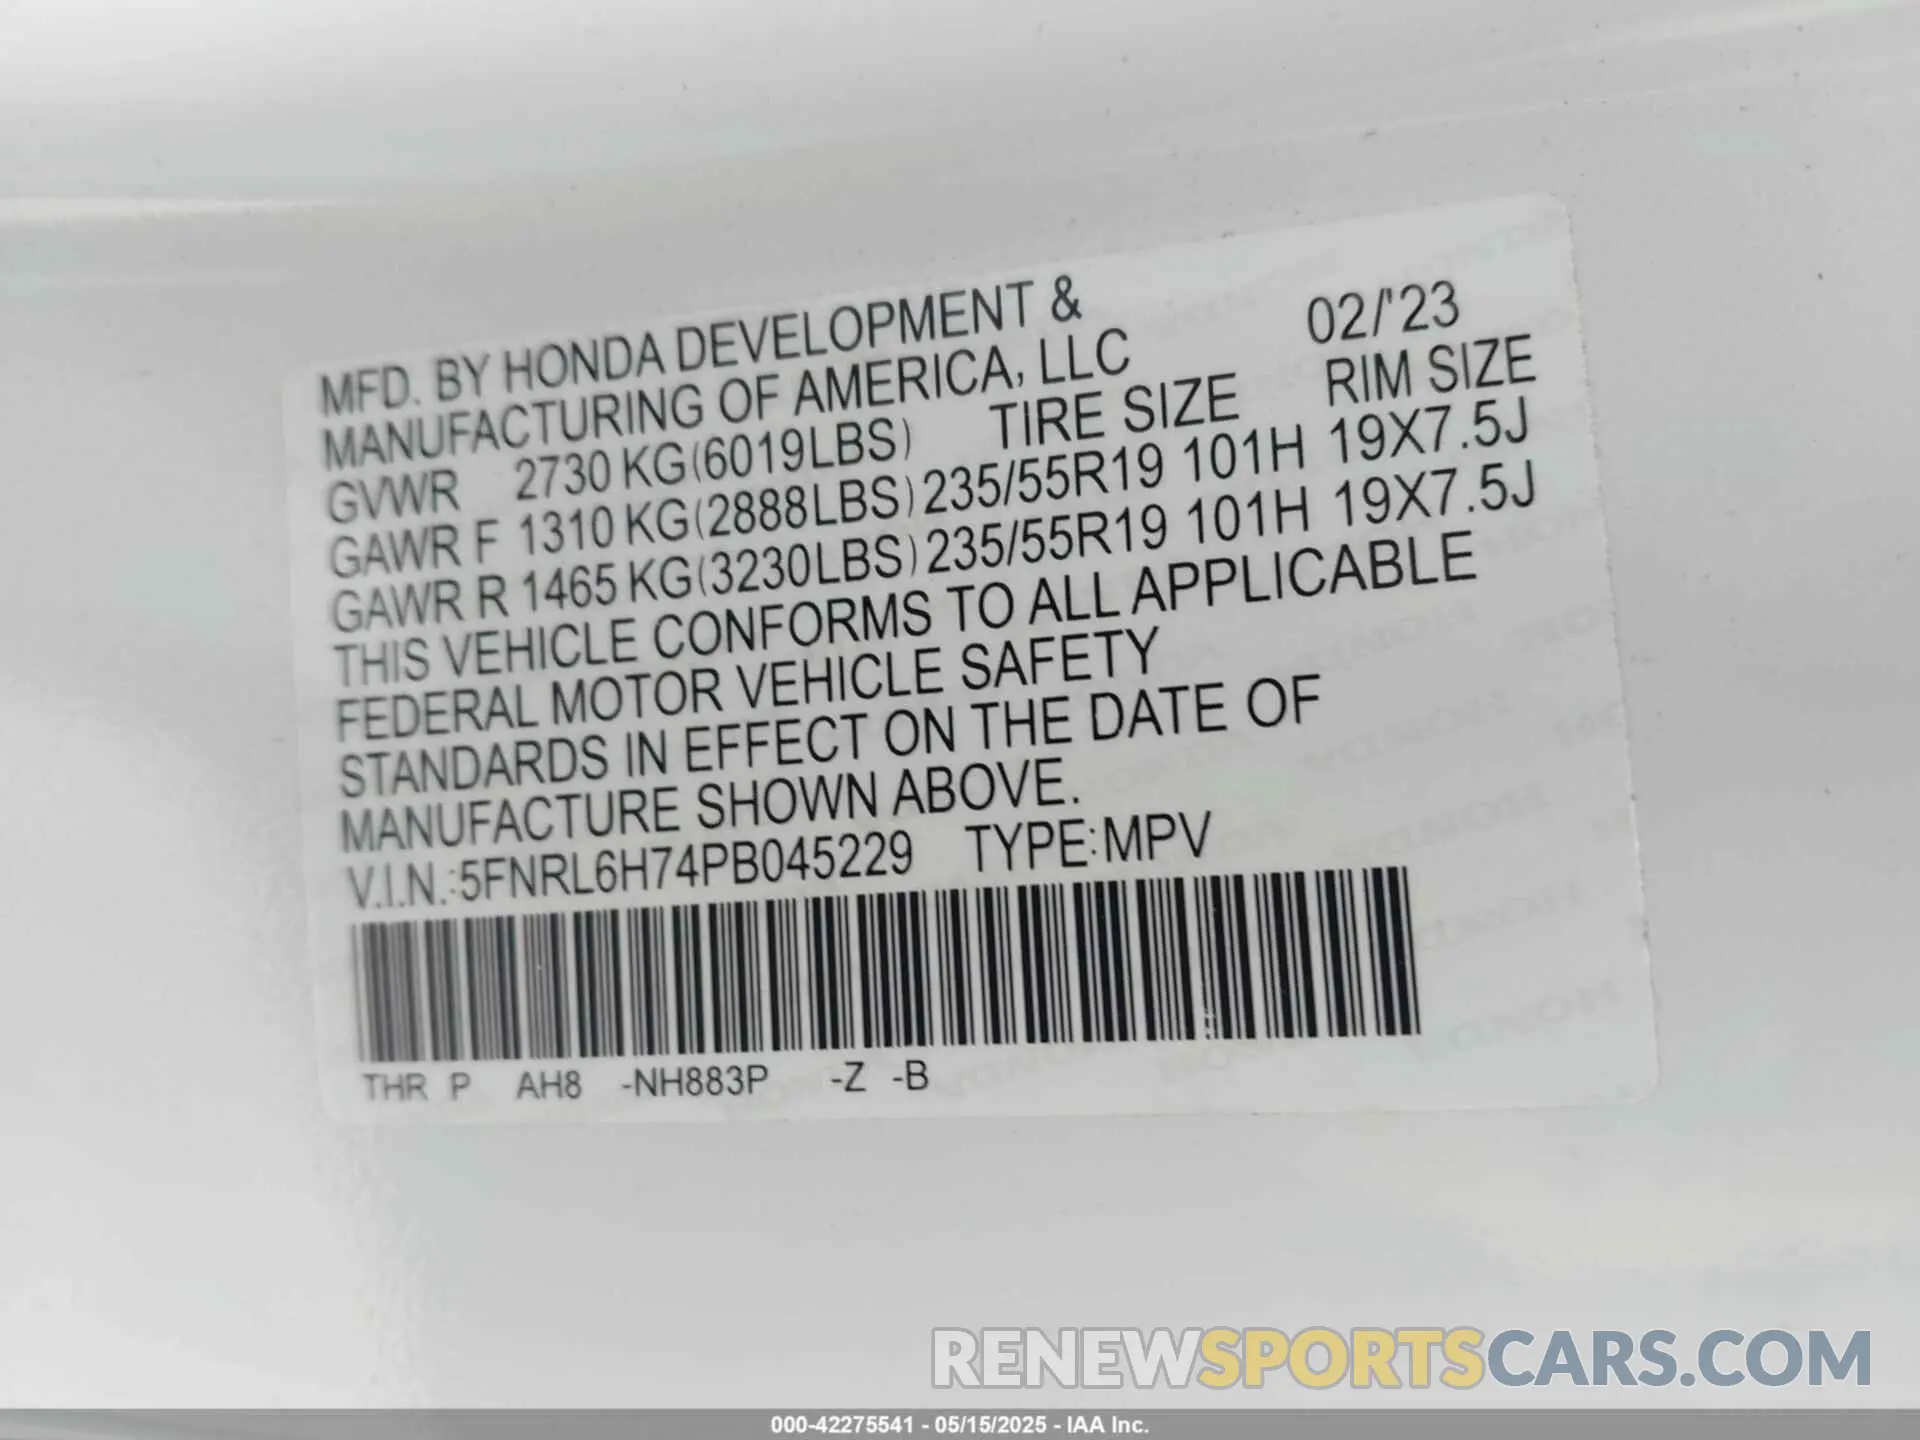 MFD. BY HONDA DEVELOPMENT & 02/'23
MANUFACTURING OF AMERICA, LLC RIM SIZE
GVWR 2730 KG(6019LBS) TIRE SIZE
GAWR F 1310 KG(2888LBS) 235/55R19 101H 19X7.5J
GAWR R 1465 KG(3230LBS) 235/55R19 101H 19X7.5J
THIS VEHICLE CONFORMS TO ALL APPLICABLE
FEDERAL MOTOR VEHICLE SAFETY
STANDARDS IN EFFECT ON THE DATE OF
MANUFACTURE SHOWN ABOVE.
V.I.N.:5FNRL6H74PB045229 TYPE:MPV
THR P AH8 -NH883P -Z -B
RENEWSPORTSCARS.COM
000-42275541 - 05/15/2025 - IAA Inc.